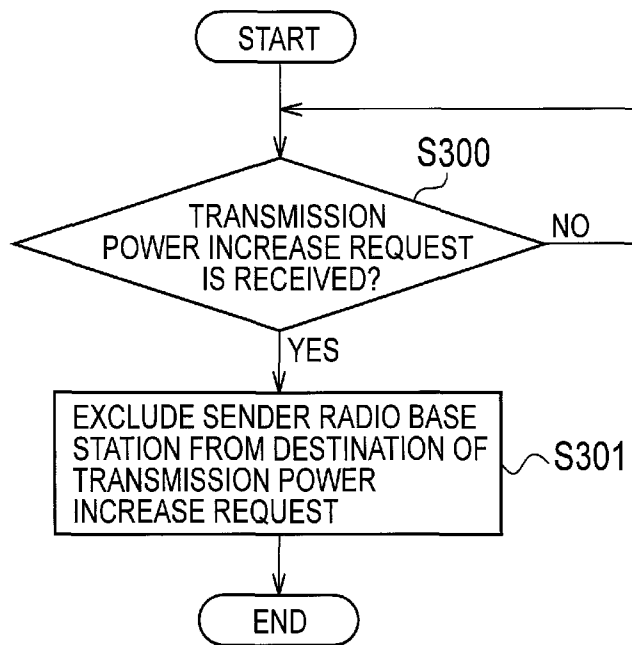 START
S300
TRANSMISSION
POWER INCREASE REQUEST
IS RECEIVED?
NO
YES
EXCLUDE SENDER RADIO BASE
STATION FROM DESTINATION OF
TRANSMISSION POWER
INCREASE REQUEST
S301
END